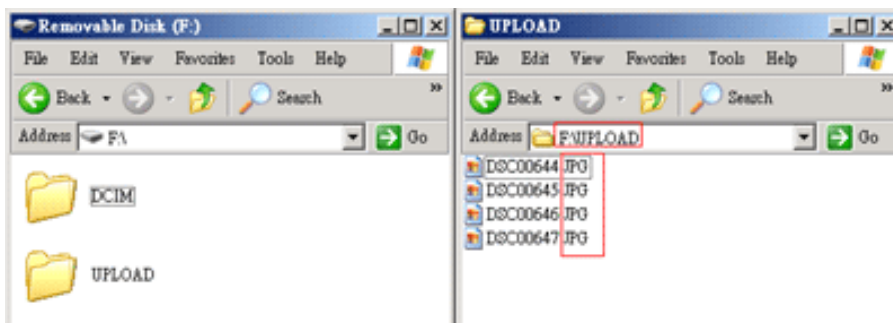 Removable Disk (F:)
File Edit View Favorites Tools Help
Back Search
Address F:\ Go
DCIM
UPLOAD
UPLOAD
File Edit View Favorites Tools Help
Back Search
Address F:\UPLOAD Go
DSC00644.JPG
DSC00645.JPG
DSC00646.JPG
DSC00647.JPG